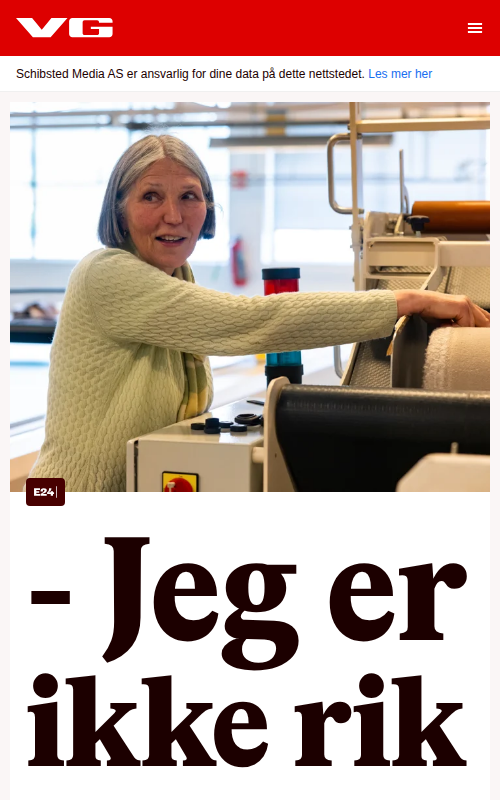 VG
Schibsted Media AS er ansvarlig for dine data på dette nettstedet. Les mer her
E24
- Jeg er
ikke rik